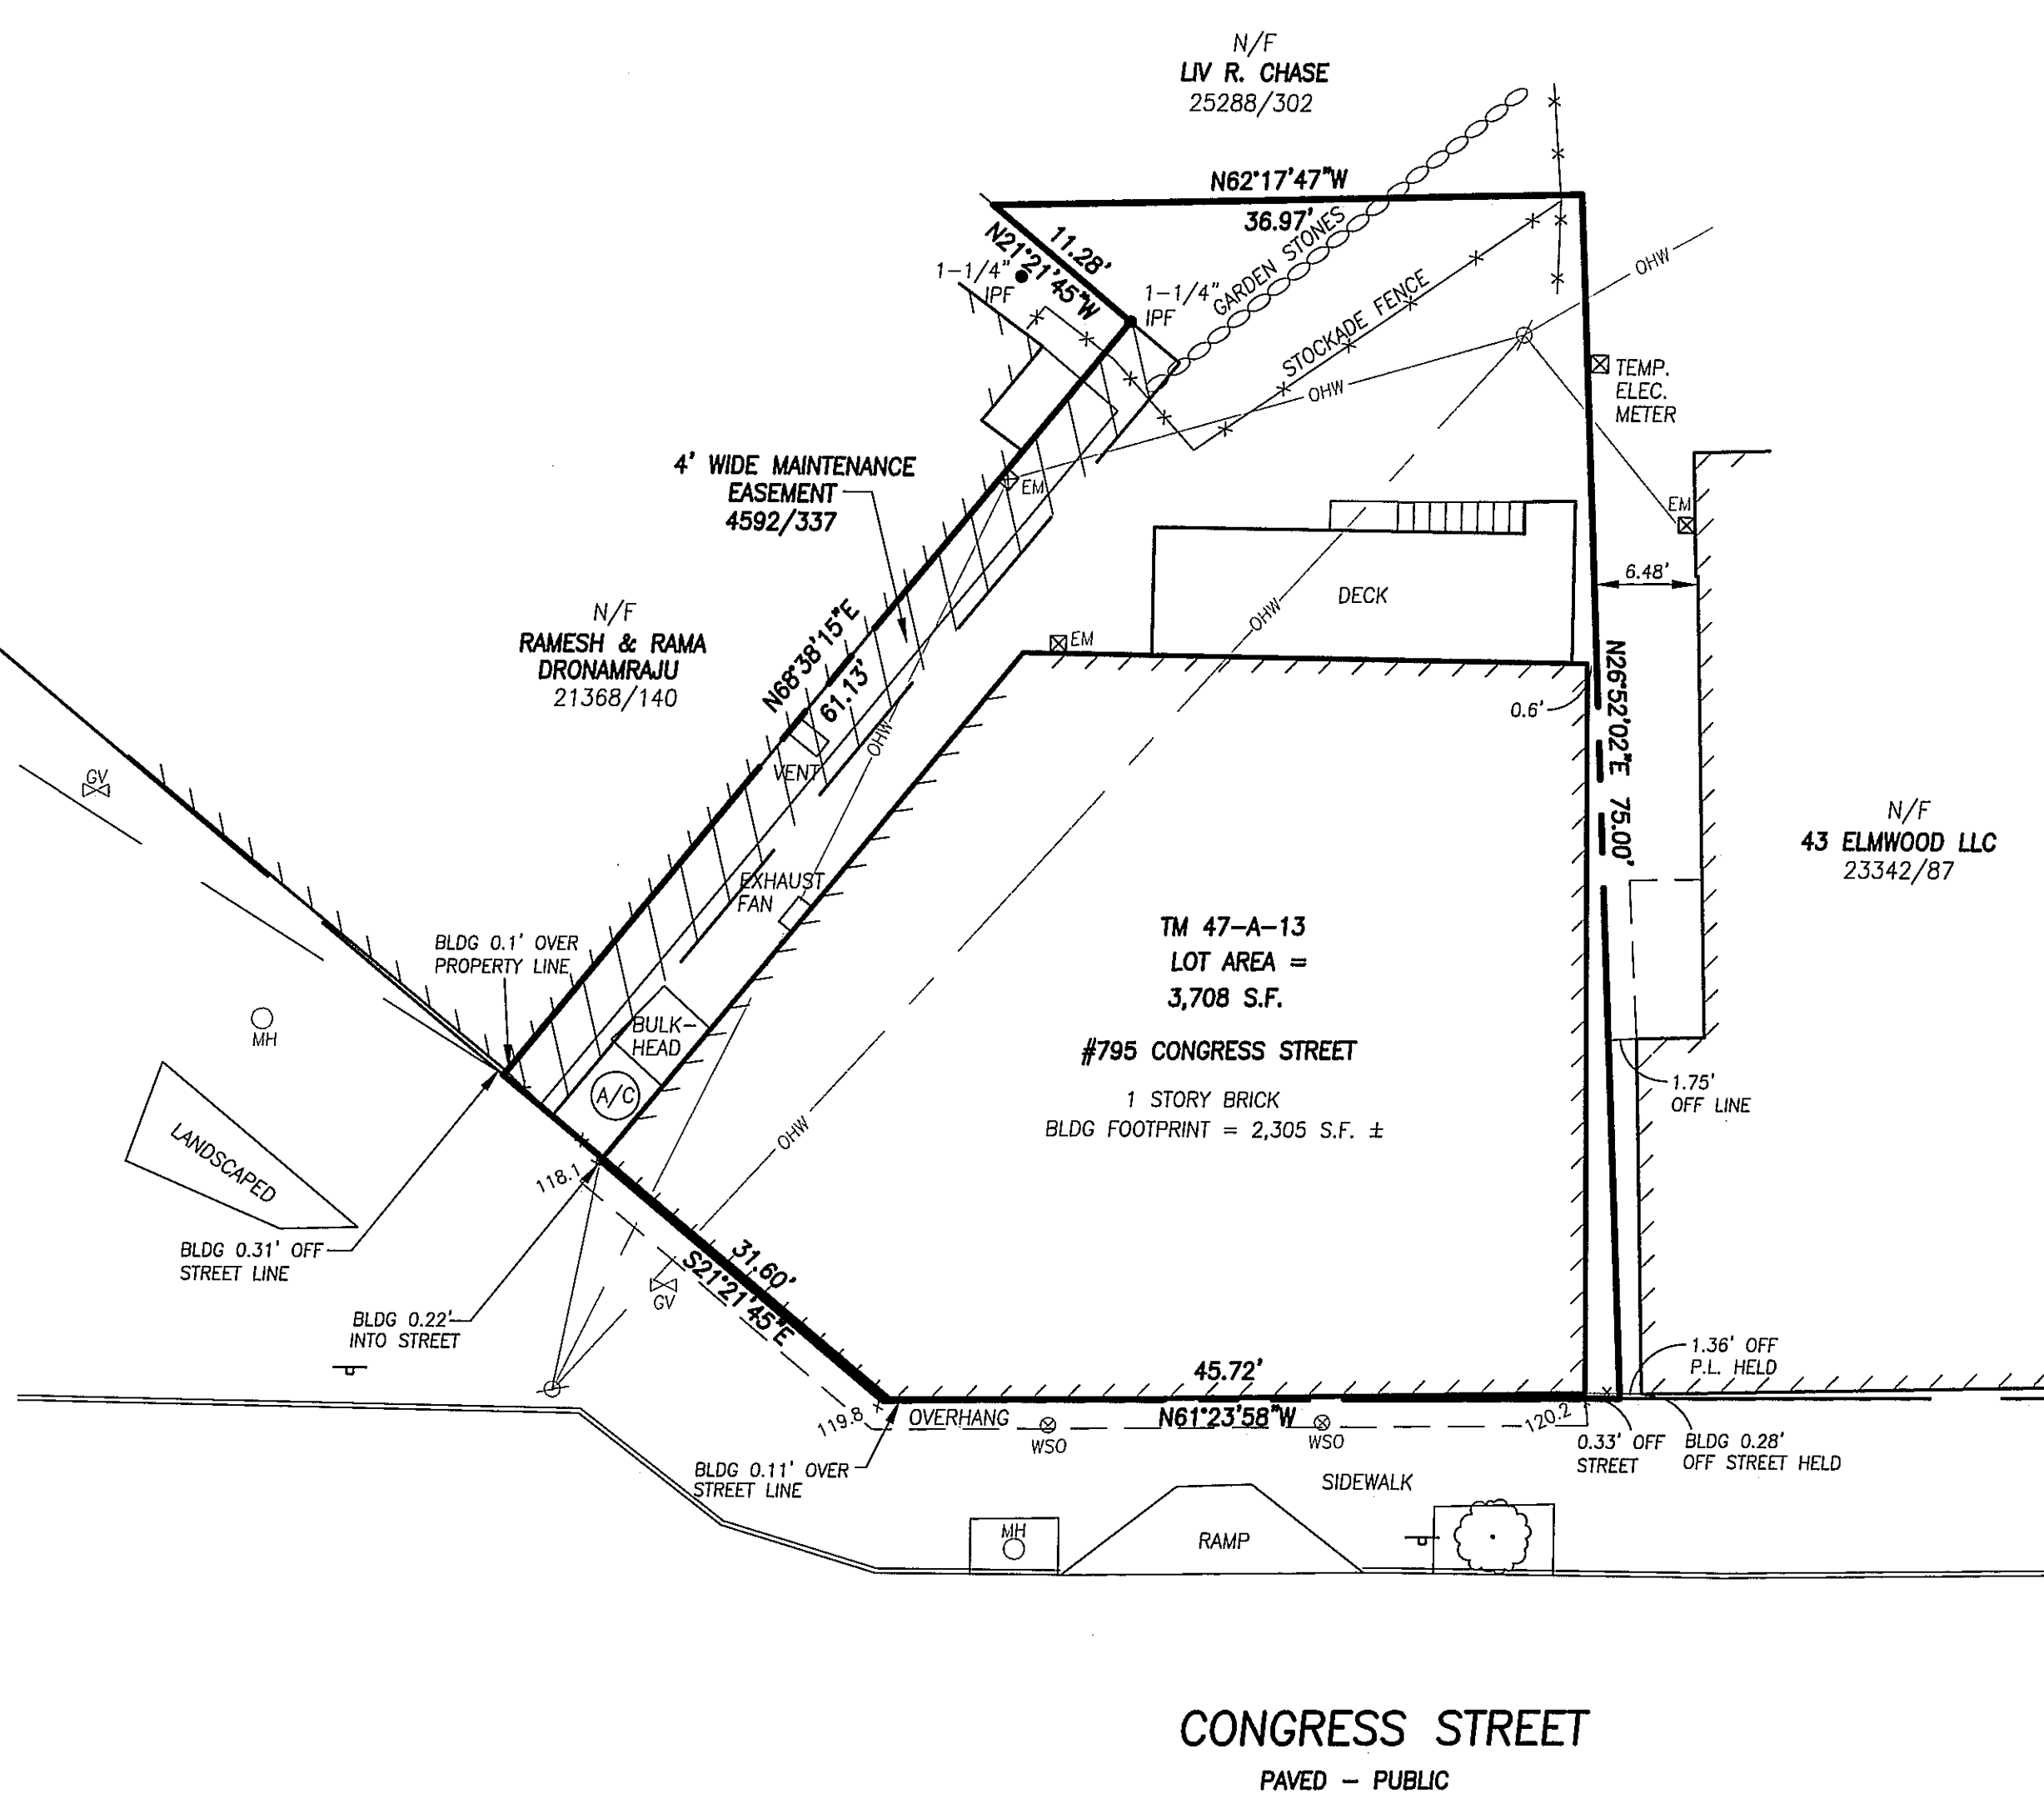 N/F
LIV R. CHASE
25288/302
N62°17'47"W
36.97'
11.28'
N21°21'45"W
1-1/4"
IPF
1-1/4"
IPF
GARDEN STONES
STOCKADE FENCE
OHW
OHW
TEMP.
ELEC.
METER
4' WIDE MAINTENANCE
EASEMENT
4592/337
EM
EM
6.48'
DECK
OHW
N/F
RAMESH & RAMA
DRONAMRAJU
21368/140
EM
N68°38'15"E
61.13'
N26°52'02"E 75.00'
0.6'
OHW
VENT
GV
N/F
43 ELMWOOD LLC
23342/87
EXHAUST
FAN
BLDG 0.1' OVER
PROPERTY LINE
TM 47-A-13
LOT AREA =
3,708 S.F.
MH
BULK-
HEAD
#795 CONGRESS STREET
A/C
1 STORY BRICK
BLDG FOOTPRINT = 2,305 S.F. ±
1.75'
OFF LINE
LANDSCAPED
OHW
118.1
BLDG 0.31' OFF
STREET LINE
31.60'
S21°21'45"E
GV
BLDG 0.22'
INTO STREET
1.36' OFF
P.L. HELD
45.72'
N61°23'58"W
OVERHANG
119.8
120.2
WSO
WSO
0.33' OFF
STREET
BLDG 0.28'
OFF STREET HELD
BLDG 0.11' OVER
STREET LINE
SIDEWALK
MH
RAMP
CONGRESS STREET
PAVED - PUBLIC